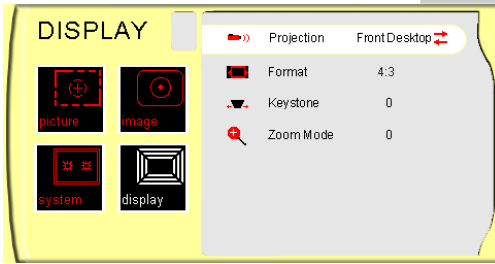 DISPLAY
picture
image
system
display
Projection Front Desktop
Format 4:3
Keystone 0
Zoom Mode 0